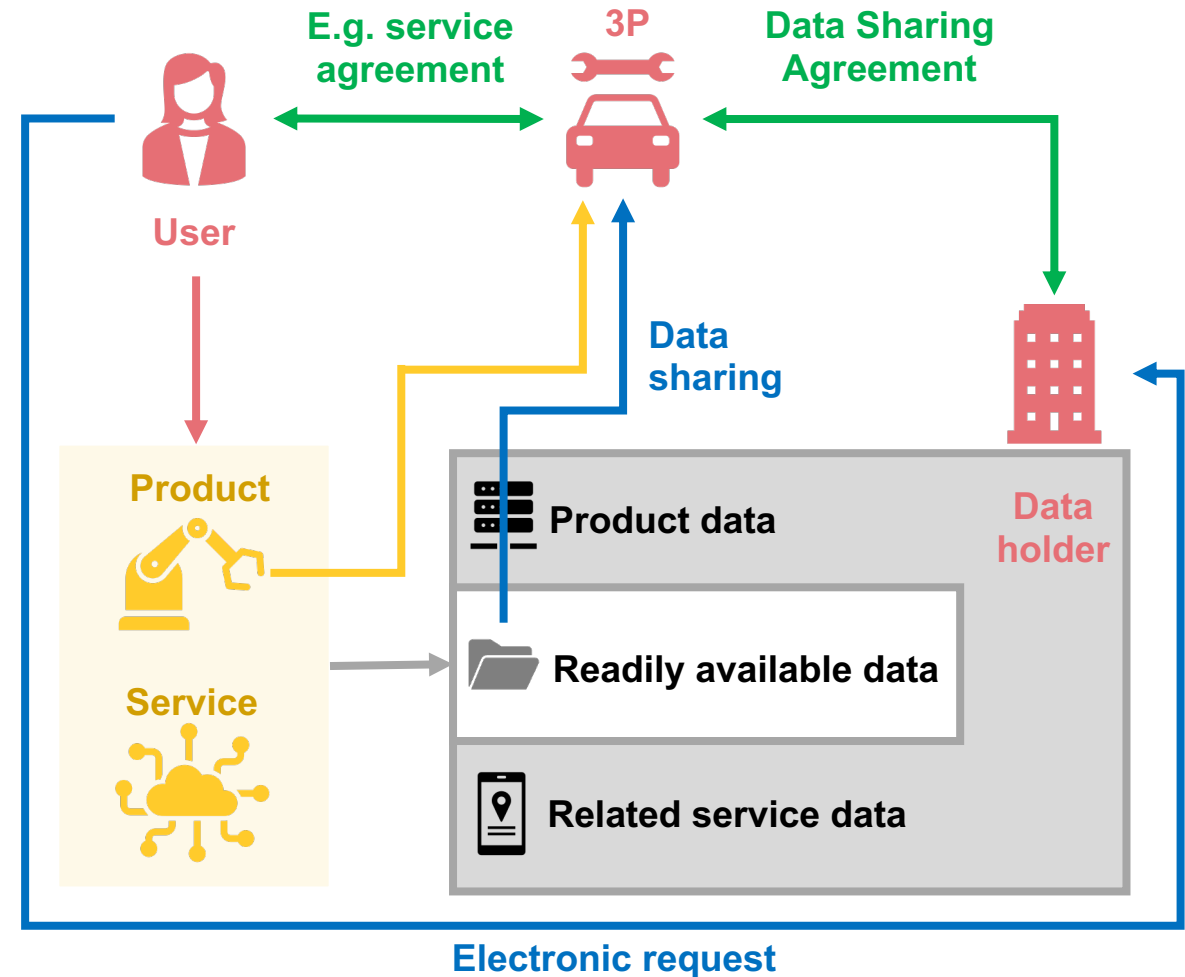 E.g. service
agreement
3P
Data Sharing
Agreement
User
Data
sharing
Product
Service
Product data
Data
holder
Readily available data
Related service data
Electronic request